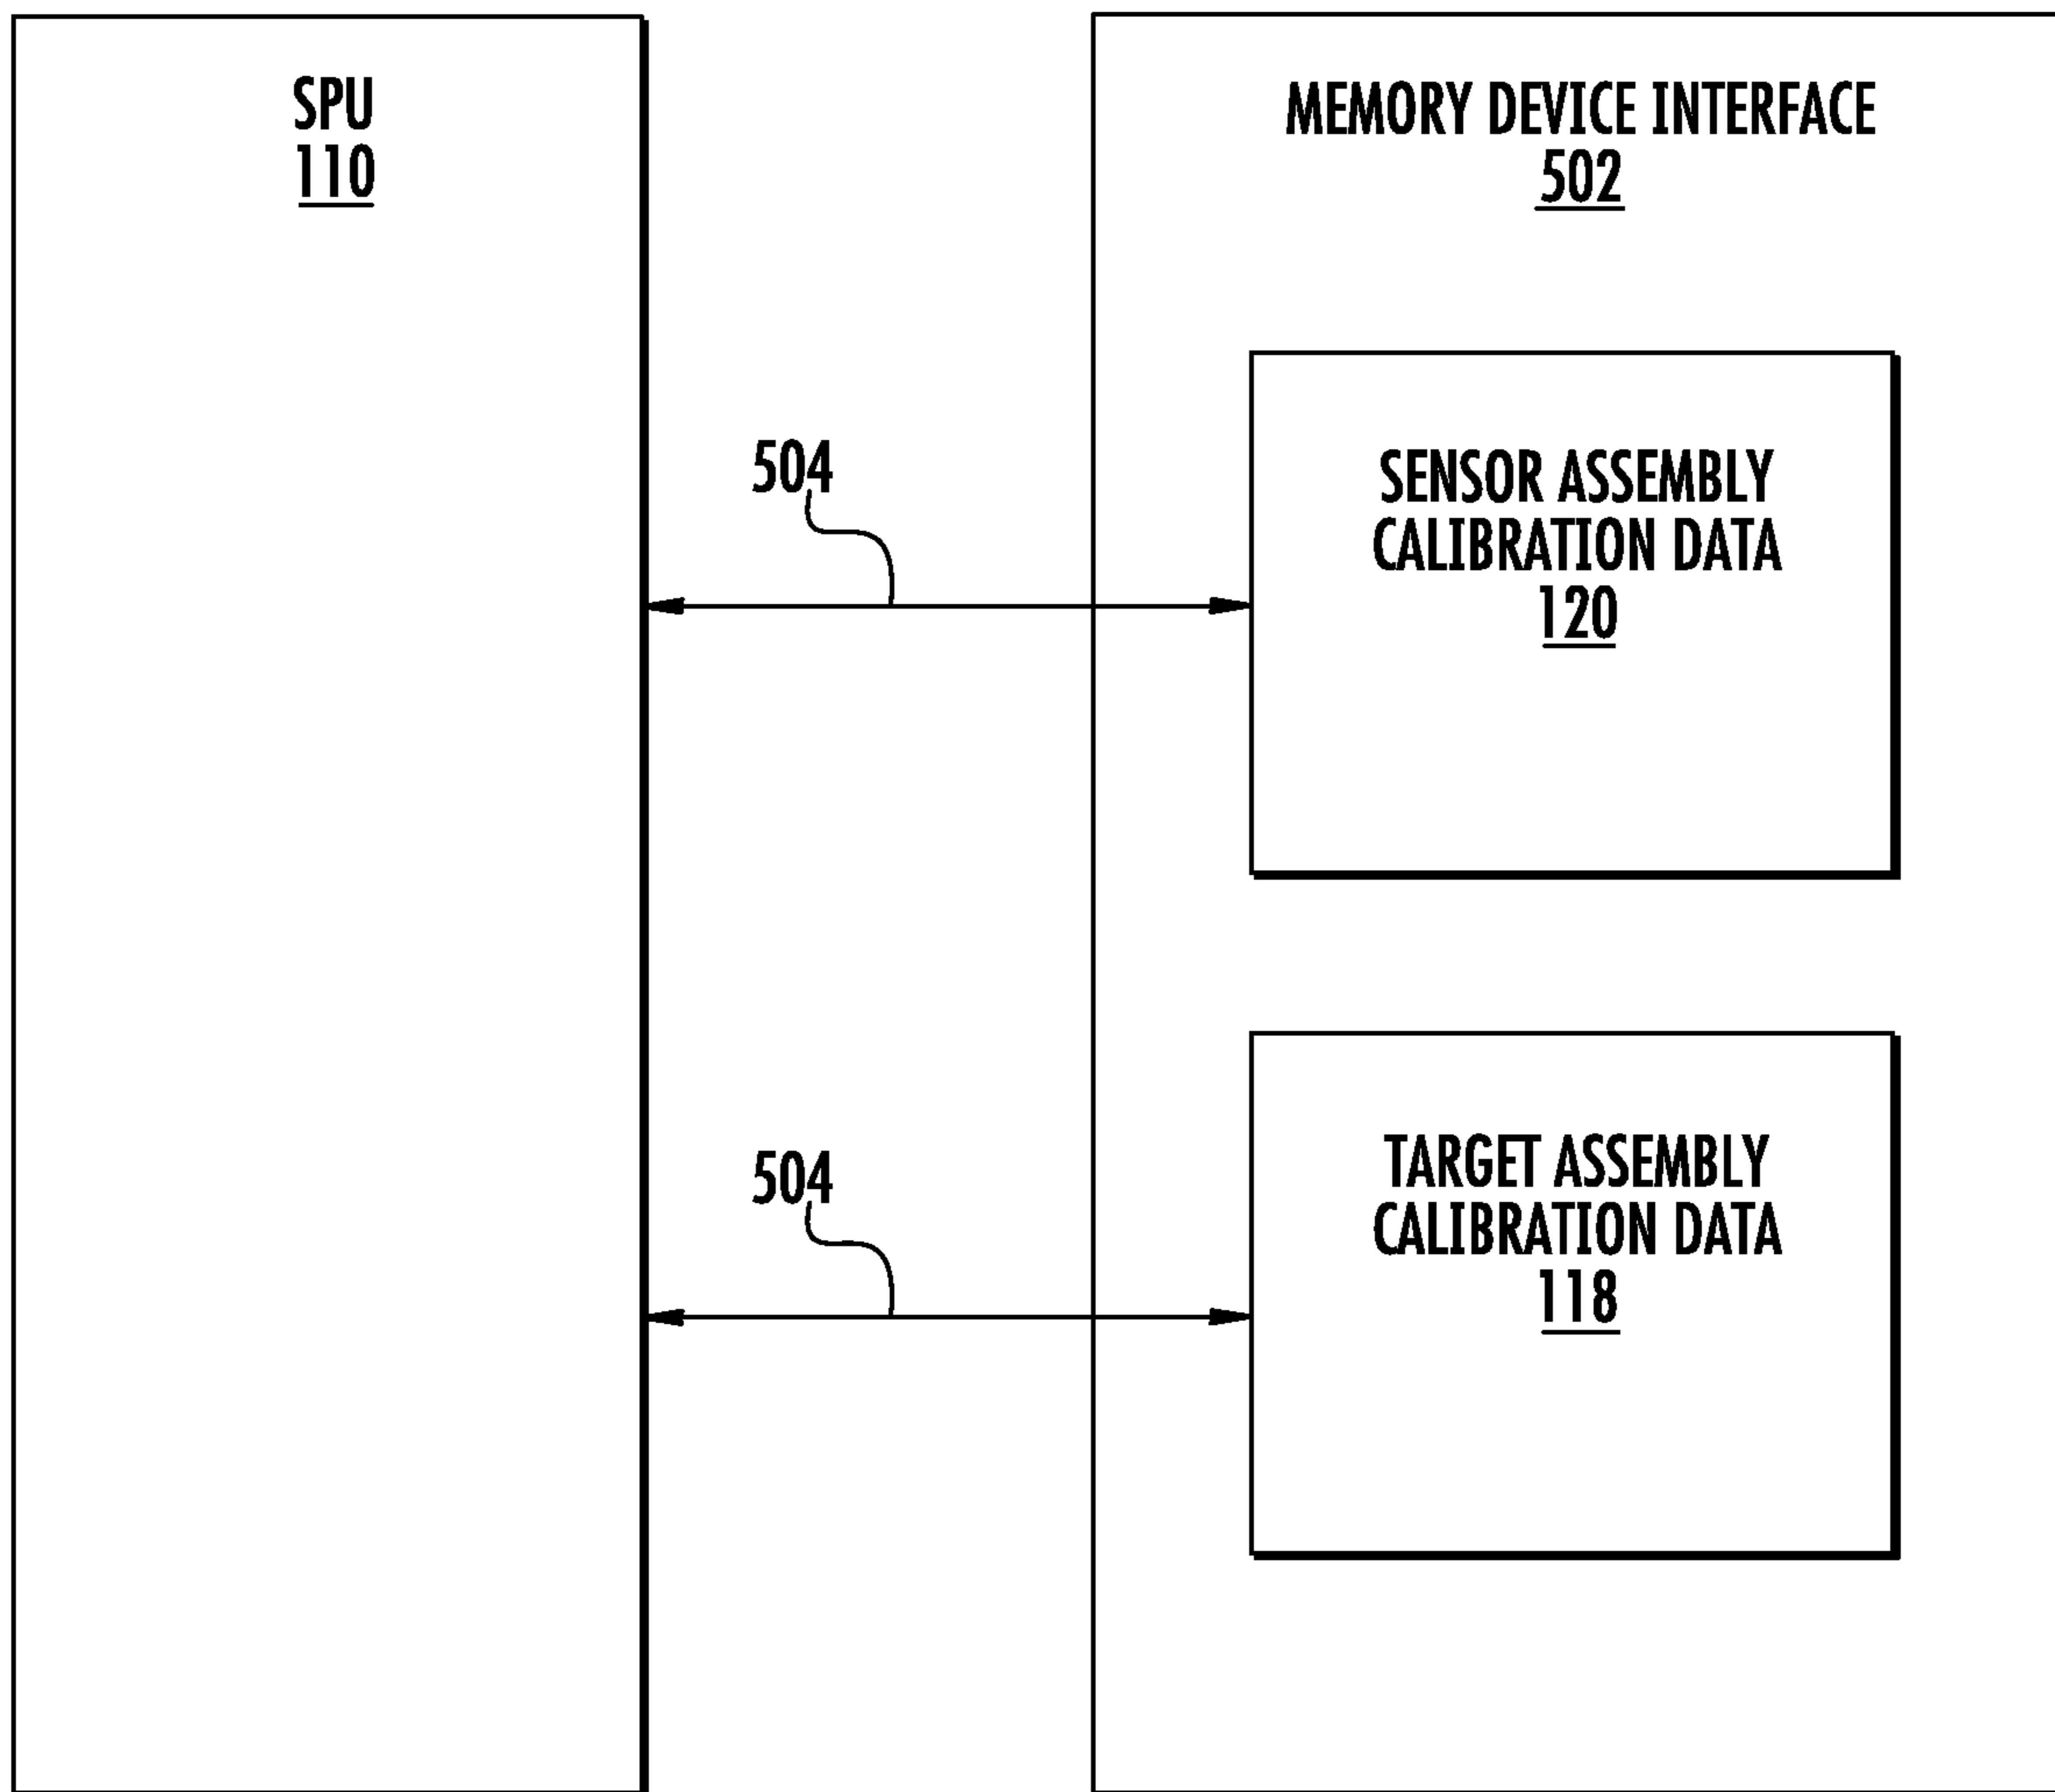 SPU
110
MEMORY DEVICE INTERFACE
502
504
SENSOR ASSEMBLY
CALIBRATION DATA
120
504
TARGET ASSEMBLY
CALIBRATION DATA
118